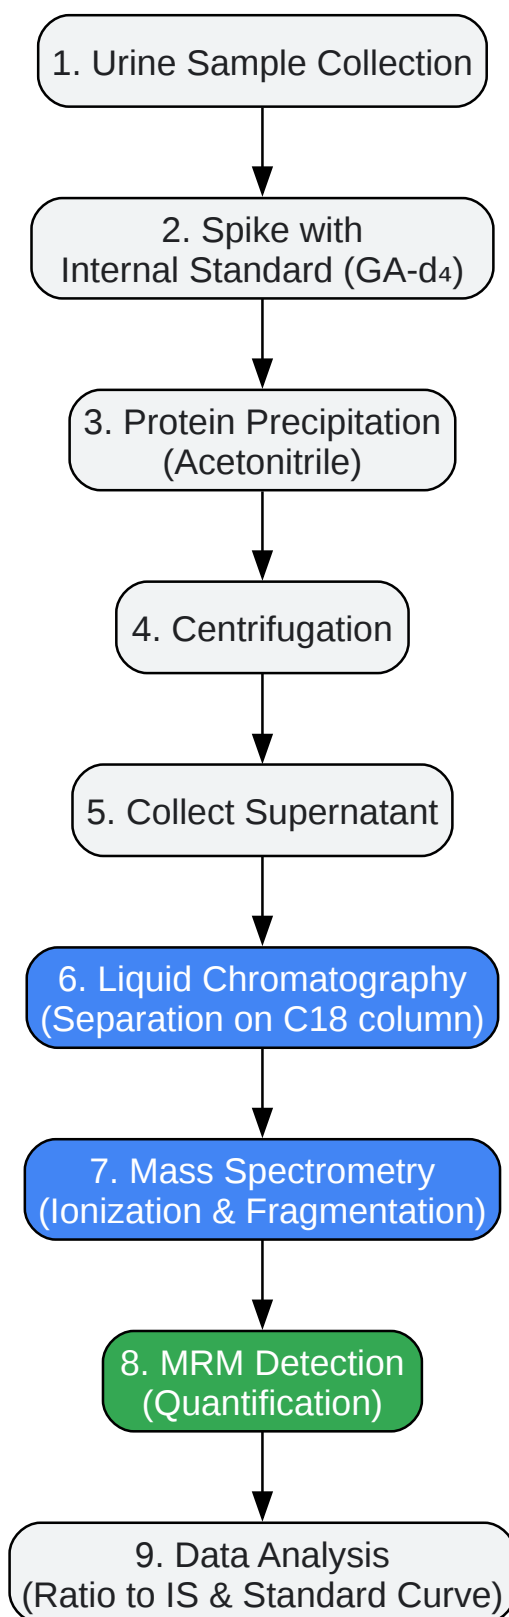 1. Urine Sample Collection
2. Spike with
Internal Standard (GA-d₄)
3. Protein Precipitation
(Acetonitrile)
4. Centrifugation
5. Collect Supernatant
6. Liquid Chromatography
(Separation on C18 column)
7. Mass Spectrometry
(Ionization & Fragmentation)
8. MRM Detection
(Quantification)
9. Data Analysis
(Ratio to IS & Standard Curve)